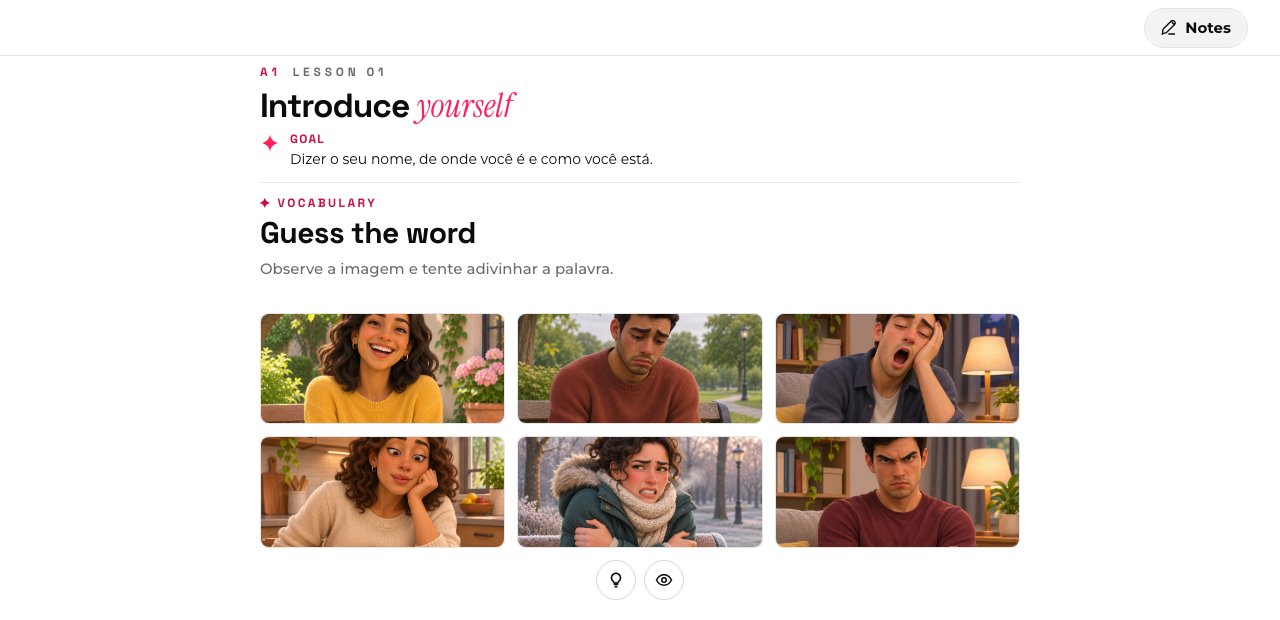 Notes
A1 LESSON 01
Introduce yourself
GOAL
Dizer o seu nome, de onde você é e como você está.
VOCABULARY
Guess the word
Observe a imagem e tente adivinhar a palavra.